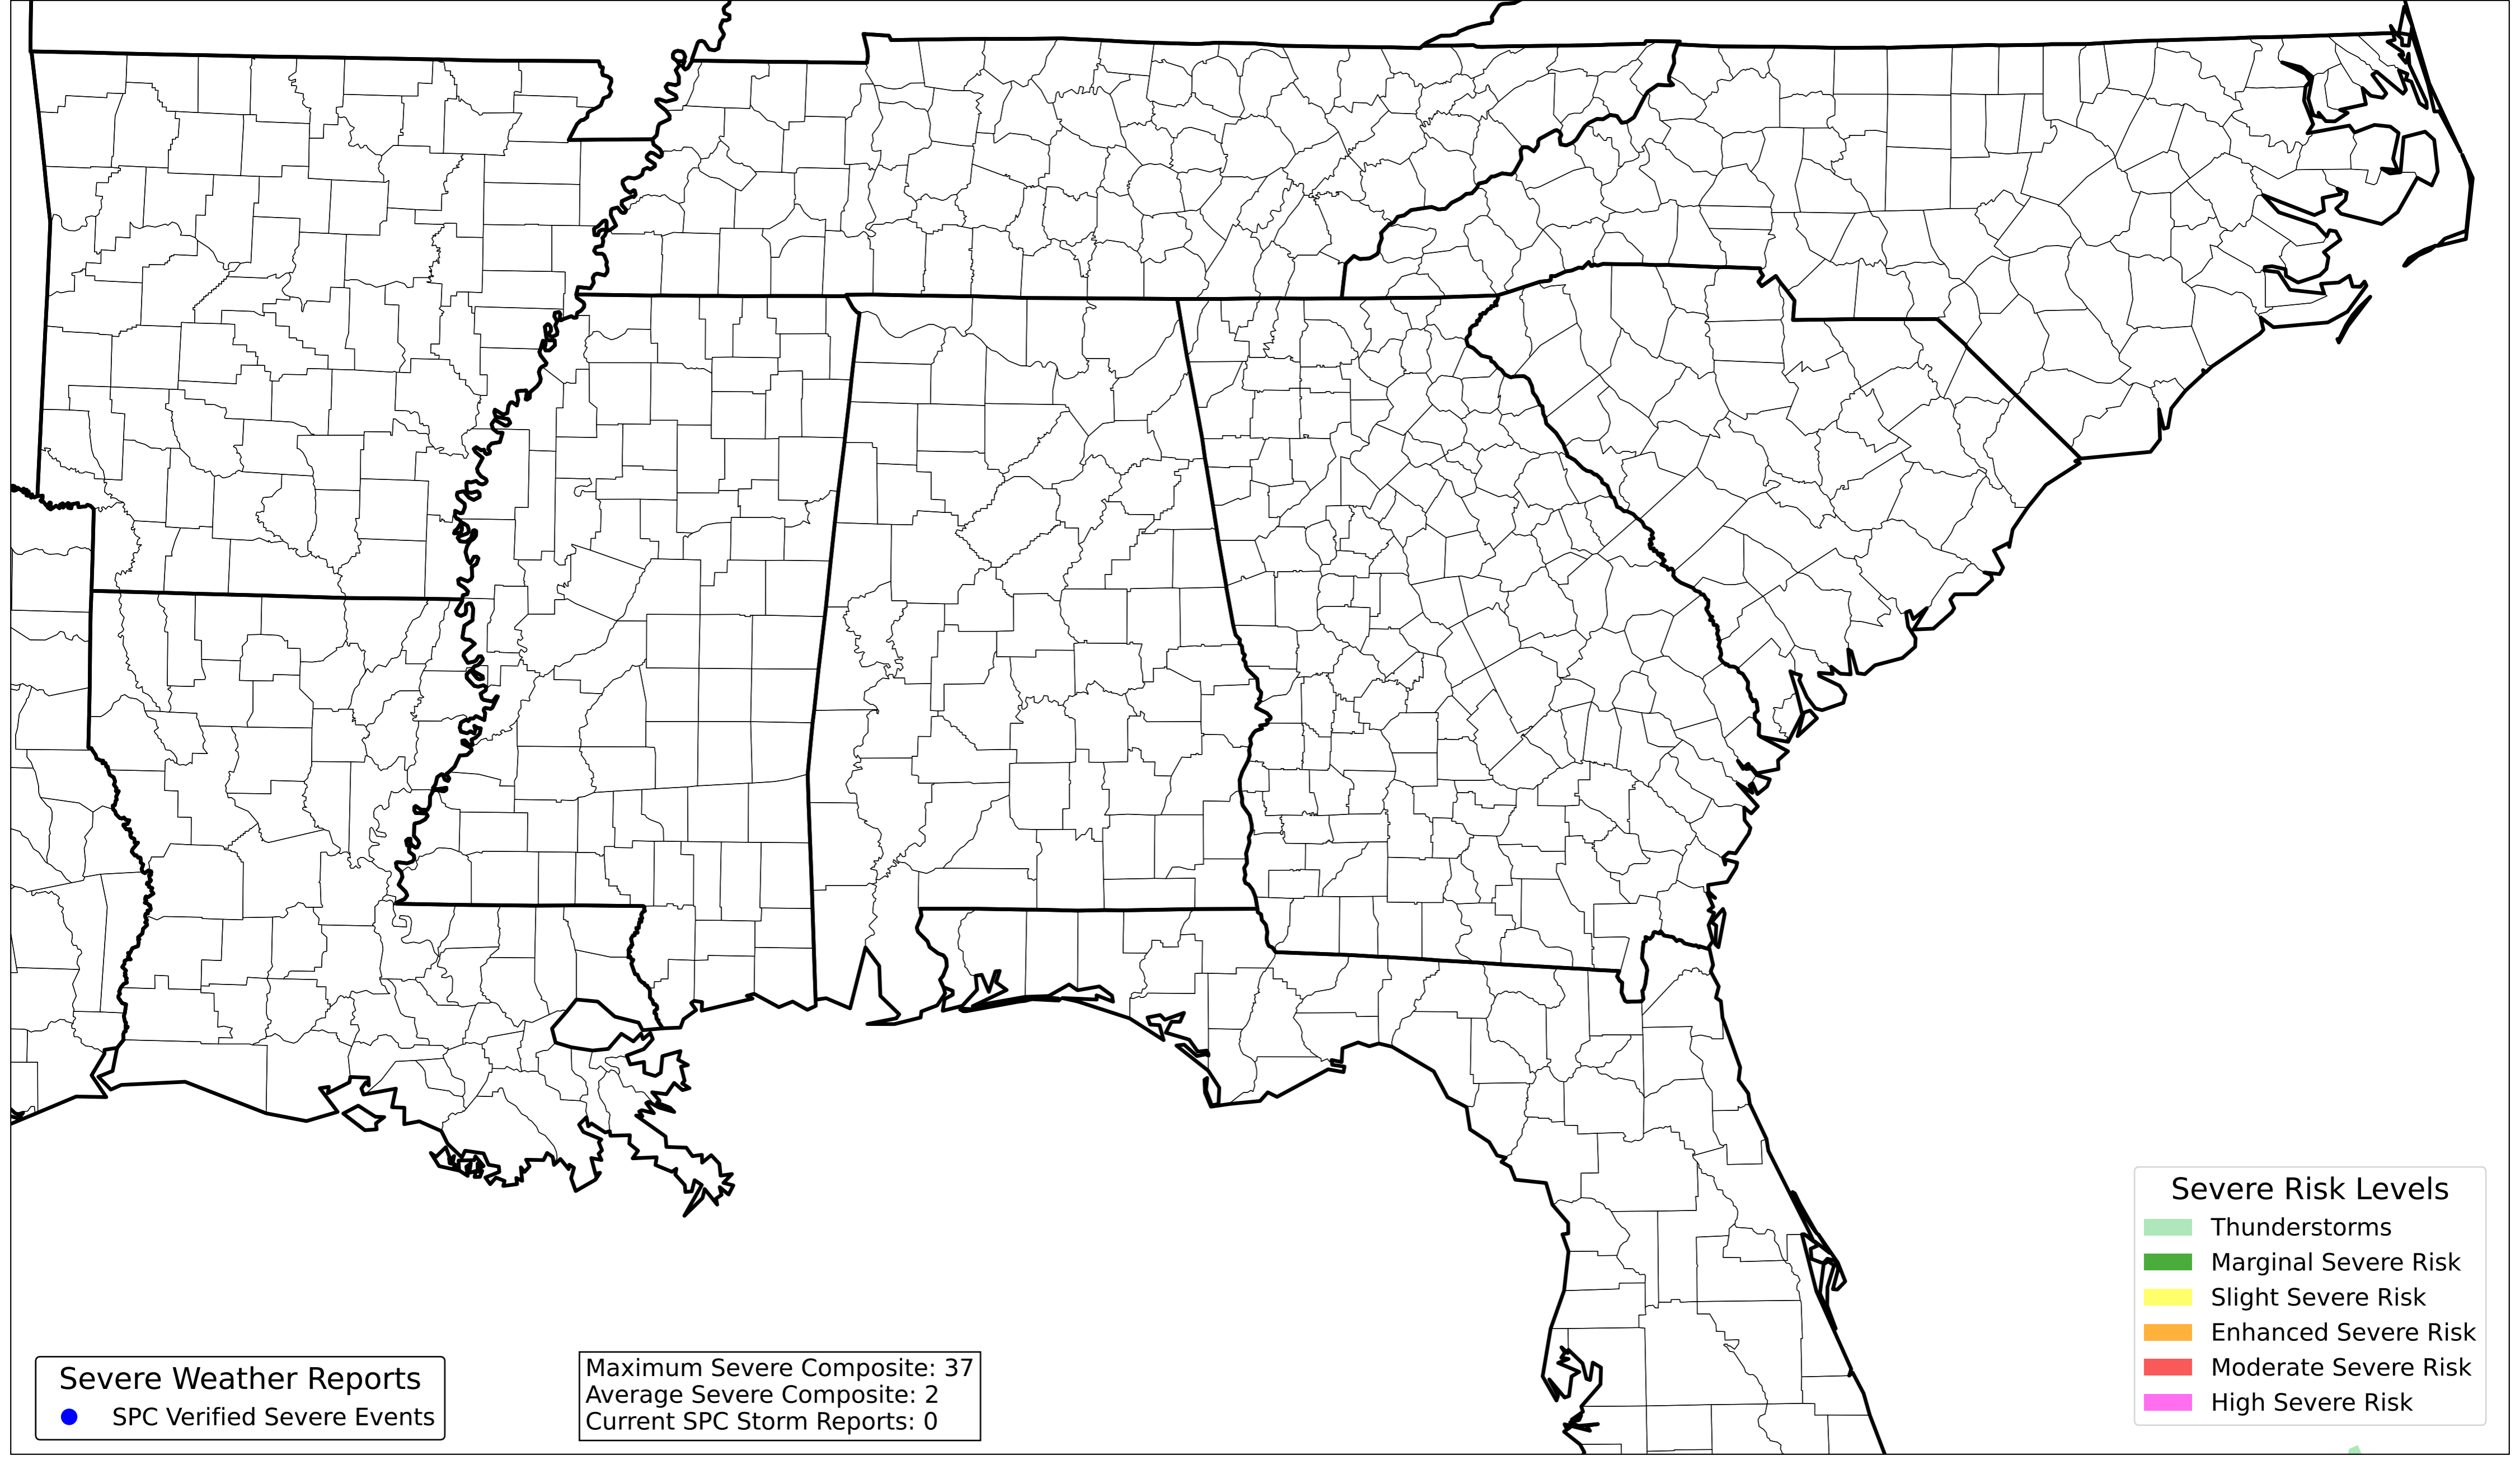 Severe Risk Levels
Thunderstorms
Marginal Severe Risk
Slight Severe Risk
Enhanced Severe Risk
Moderate Severe Risk
High Severe Risk
Severe Weather Reports
SPC Verified Severe Events
Maximum Severe Composite: 37
Average Severe Composite: 2
Current SPC Storm Reports: 0